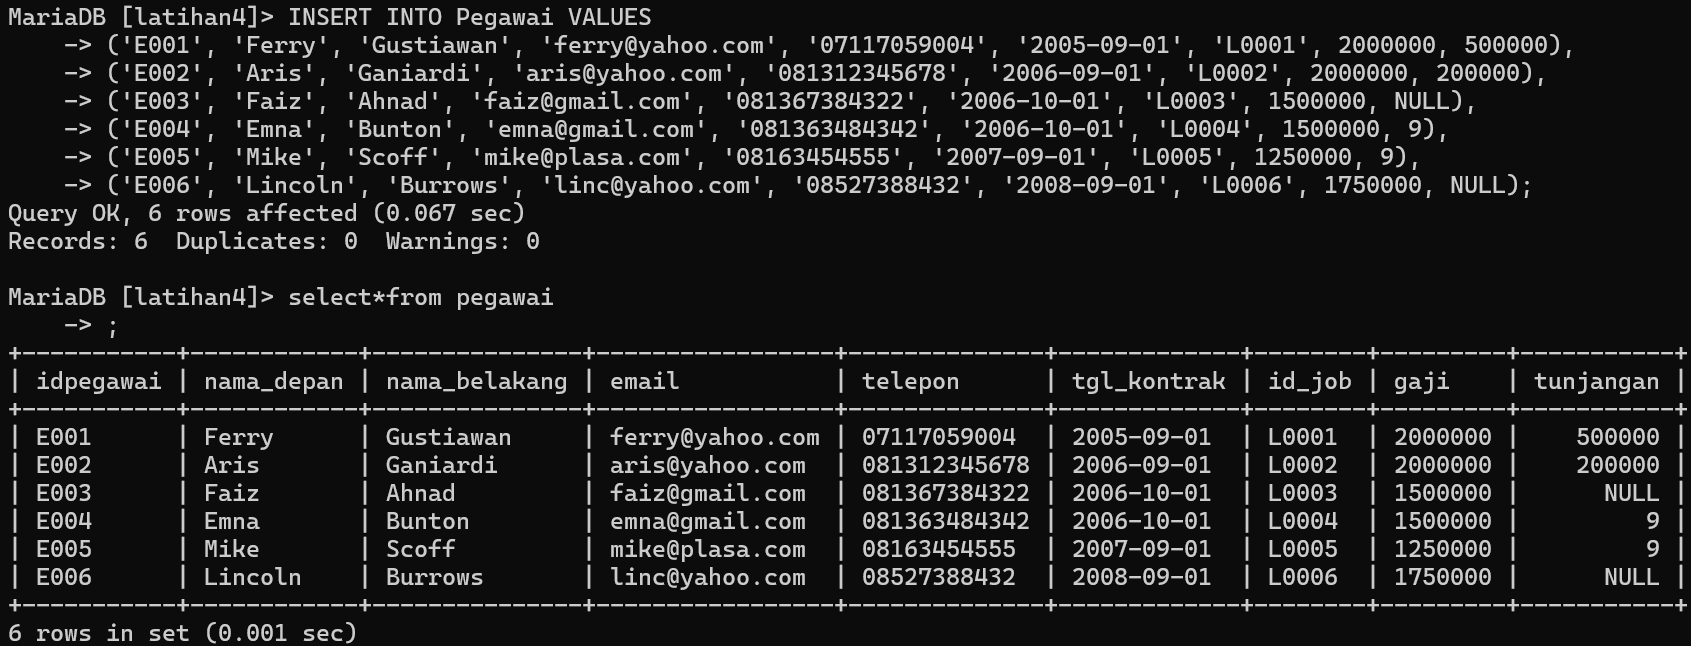 MariaDB [latihan4]> INSERT INTO Pegawai VALUES
    -> ('E001', 'Ferry', 'Gustiawan', 'ferry@yahoo.com', '07117059004', '2005-09-01', 'L0001', 2000000, 500000),
    -> ('E002', 'Aris', 'Ganiardi', 'aris@yahoo.com', '081312345678', '2006-09-01', 'L0002', 2000000, 200000),
    -> ('E003', 'Faiz', 'Ahnad', 'faiz@gmail.com', '081367384322', '2006-10-01', 'L0003', 1500000, NULL),
    -> ('E004', 'Emna', 'Bunton', 'emna@gmail.com', '081363484342', '2006-10-01', 'L0004', 1500000, 9),
    -> ('E005', 'Mike', 'Scoff', 'mike@plasa.com', '08163454555', '2007-09-01', 'L0005', 1250000, 9),
    -> ('E006', 'Lincoln', 'Burrows', 'linc@yahoo.com', '08527388432', '2008-09-01', 'L0006', 1750000, NULL);
Query OK, 6 rows affected (0.067 sec)
Records: 6  Duplicates: 0  Warnings: 0

MariaDB [latihan4]> select*from pegawai
    -> ;
+-----------+------------+---------------+-----------------+--------------+-------------+--------+---------+-----------+
| idpegawai | nama_depan | nama_belakang | email           | telepon      | tgl_kontrak | id_job | gaji    | tunjangan |
+-----------+------------+---------------+-----------------+--------------+-------------+--------+---------+-----------+
| E001      | Ferry      | Gustiawan     | ferry@yahoo.com | 07117059004  | 2005-09-01  | L0001  | 2000000 |    500000 |
| E002      | Aris       | Ganiardi      | aris@yahoo.com  | 081312345678 | 2006-09-01  | L0002  | 2000000 |    200000 |
| E003      | Faiz       | Ahnad         | faiz@gmail.com  | 081367384322 | 2006-10-01  | L0003  | 1500000 |      NULL |
| E004      | Emna       | Bunton        | emna@gmail.com  | 081363484342 | 2006-10-01  | L0004  | 1500000 |         9 |
| E005      | Mike       | Scoff         | mike@plasa.com  | 08163454555  | 2007-09-01  | L0005  | 1250000 |         9 |
| E006      | Lincoln    | Burrows       | linc@yahoo.com  | 08527388432  | 2008-09-01  | L0006  | 1750000 |      NULL |
+-----------+------------+---------------+-----------------+--------------+-------------+--------+---------+-----------+
6 rows in set (0.001 sec)